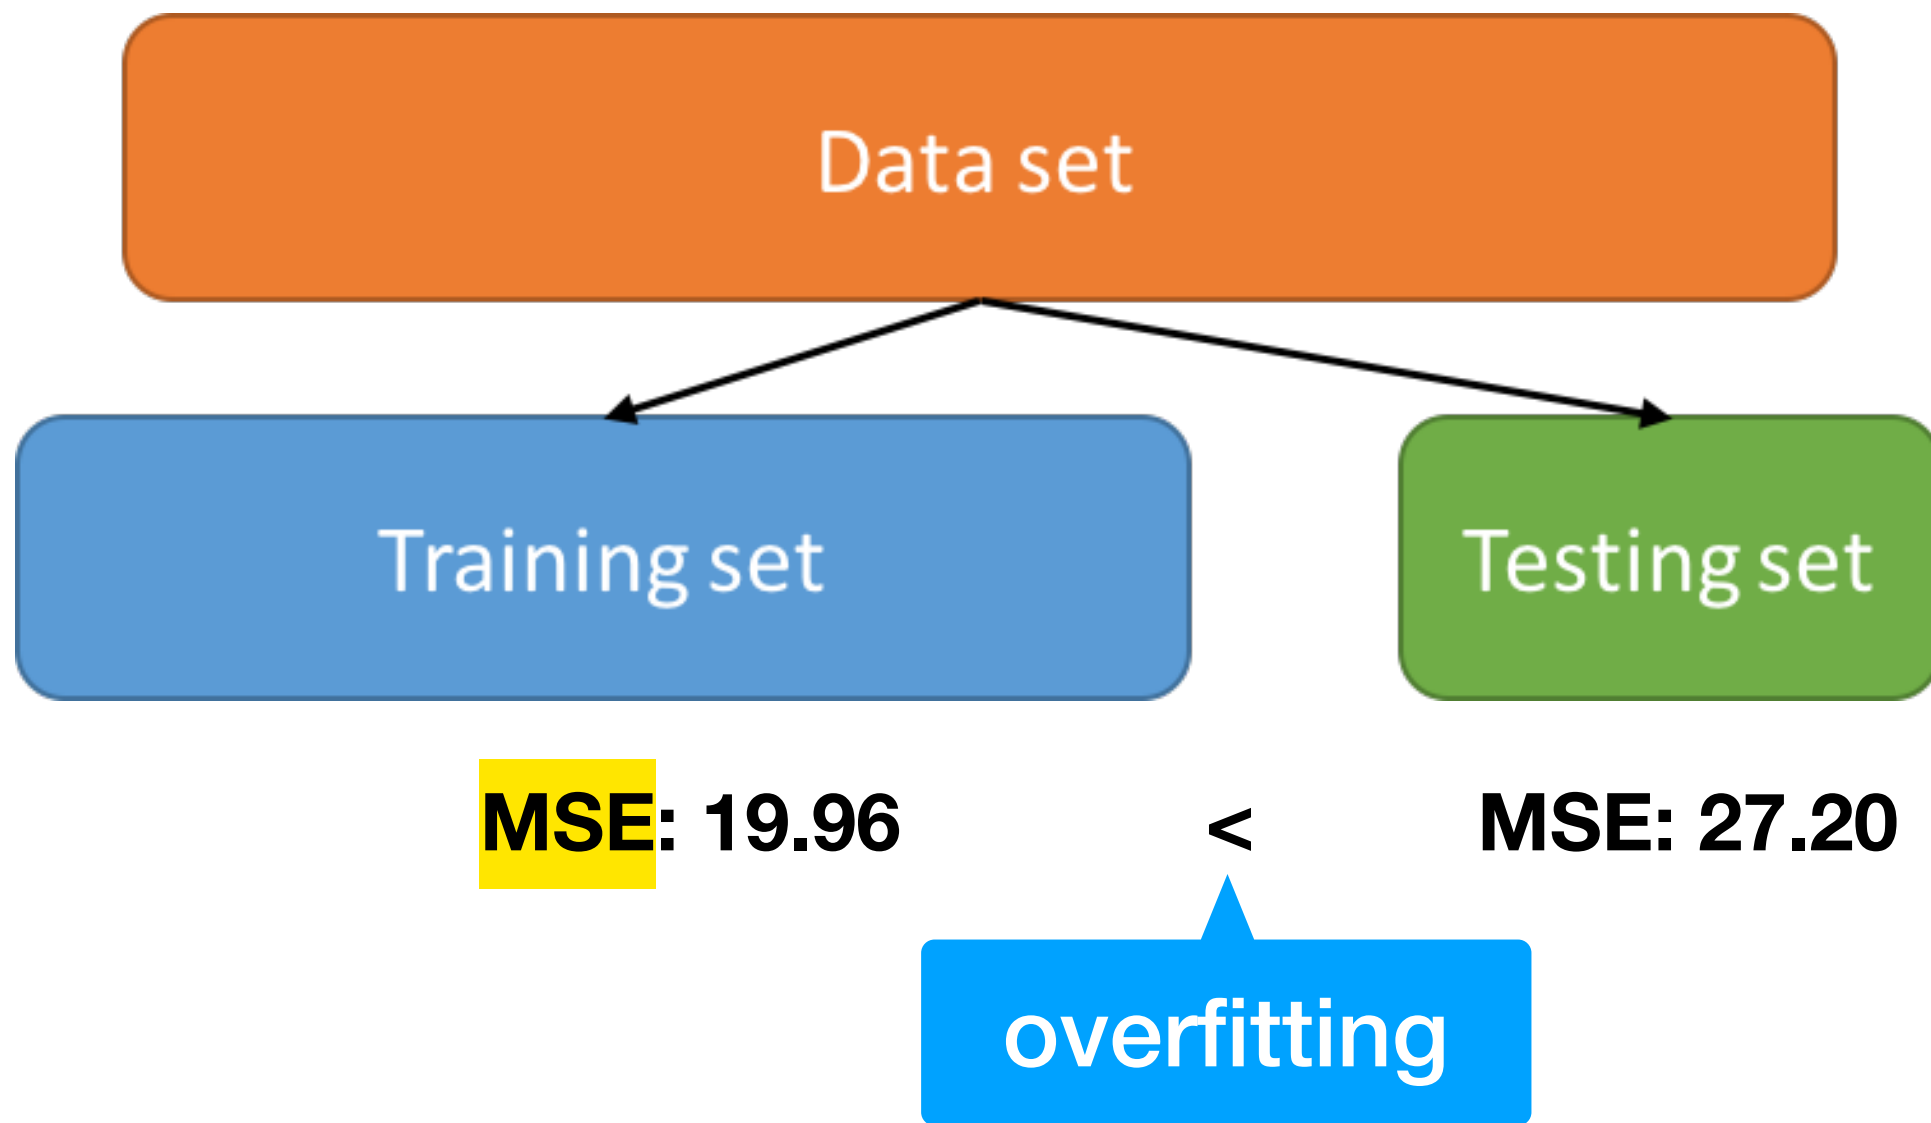 Data set
Training set
Testing set
MSE: 19.96 < MSE: 27.20
overfitting